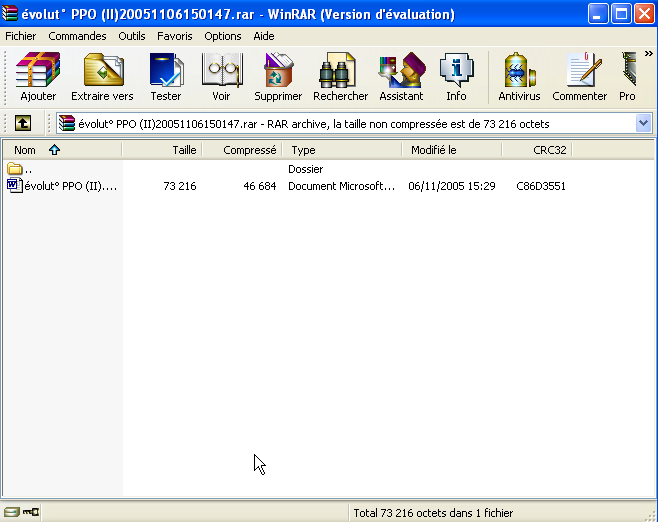 évolut° PPO (II)20051106150147.rar - WinRAR (Version d'évaluation)
Fichier Commandes Outils Favoris Options Aide
Ajouter Extraire vers Tester Voir Supprimer Rechercher Assistant Info Antivirus Commenter Pro
évolut° PPO (II)20051106150147.rar - RAR archive, la taille non compressée est de 73 216 octets
Nom Taille Compressé Type Modifié le CRC32
.. Dossier
évolut° PPO (II).... 73 216 46 684 Document Microsoft... 06/11/2005 15:29 C86D3551
Total 73 216 octets dans 1 fichier